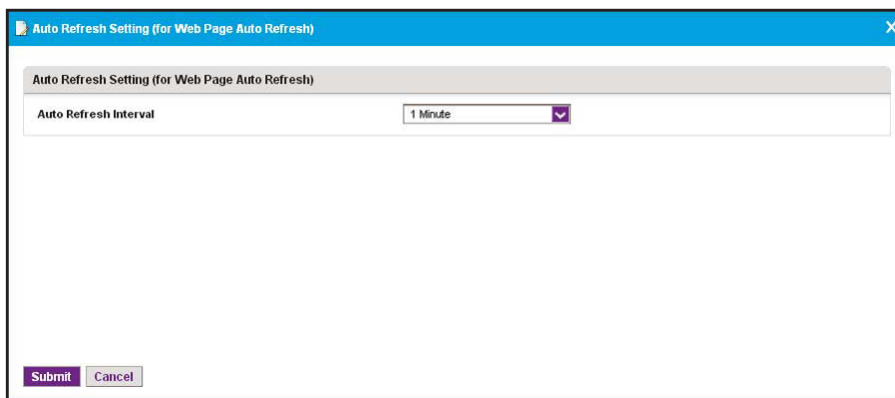 Auto Refresh Setting (for Web Page Auto Refresh)
X
Auto Refresh Setting (for Web Page Auto Refresh)
Auto Refresh Interval
1 Minute
Submit
Cancel